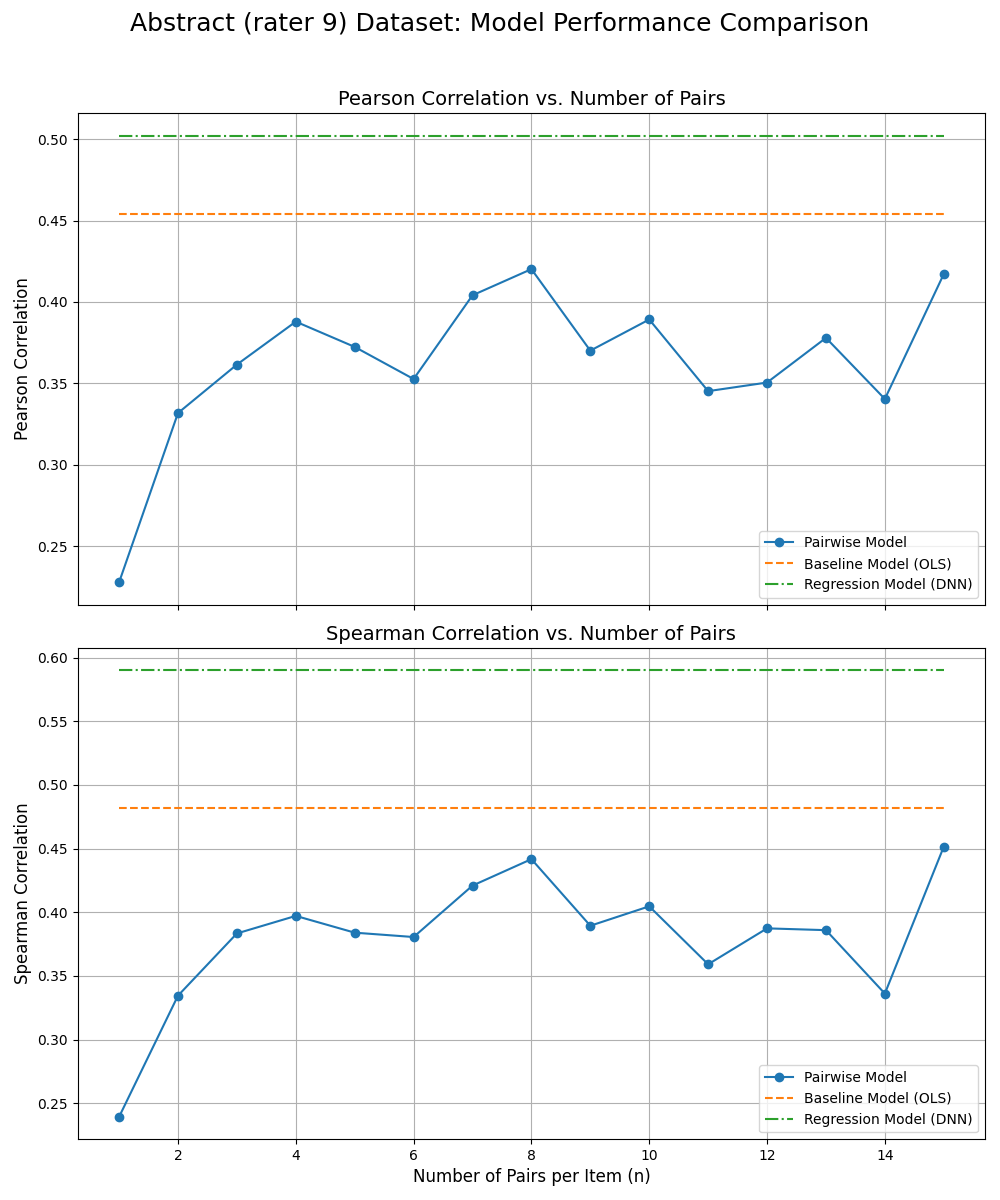 Abstract (rater 9) Dataset: Model Performance Comparison
Pearson Correlation vs. Number of Pairs
Pearson Correlation
0.50
0.45
0.40
0.35
0.30
0.25
Pairwise Model
Baseline Model (OLS)
Regression Model (DNN)
Spearman Correlation vs. Number of Pairs
Spearman Correlation
0.60
0.55
0.50
0.45
0.40
0.35
0.30
0.25
Pairwise Model
Baseline Model (OLS)
Regression Model (DNN)
2 4 6 8 10 12 14
Number of Pairs per Item (n)